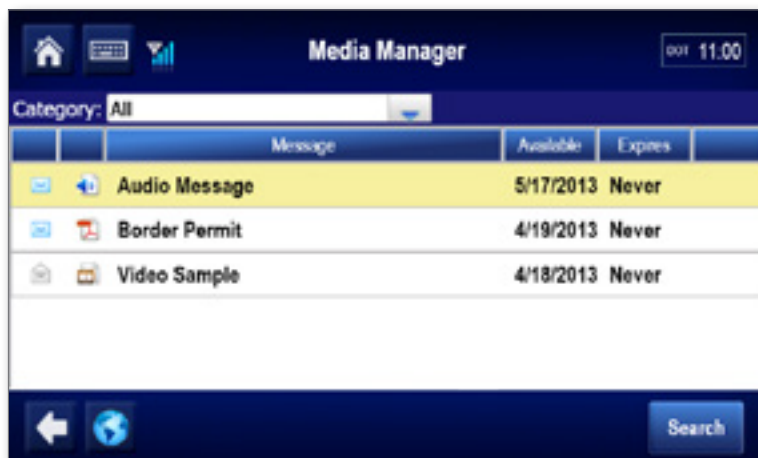 Media Manager
DOT 11:00
Category: All
Message Available Expires
Audio Message 5/17/2013 Never
Border Permit 4/19/2013 Never
Video Sample 4/18/2013 Never
Search